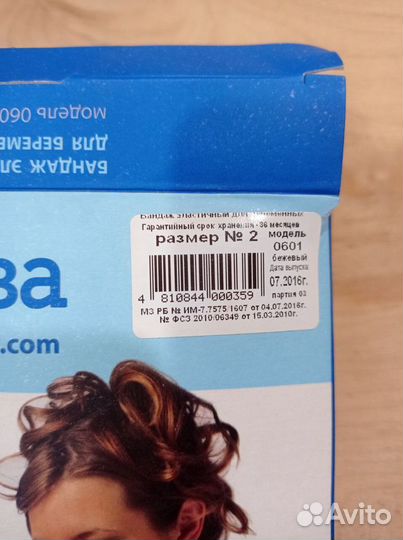 модель 060
ДЛЯ БЕРЕМЕ
БАНДАЖ ЭЛ
Бандаж эластичный для беременных
Гарантийный срок хранения - 36 месяцев
размер № 2
модель
0601
бежевый
Дата выпуска
07.2016г.
партия 03
4 810844 000359
МЗ РБ № ИМ-7.7575/1607 от 04.07.2016г.
№ ФСЗ 2010/06349 от 15.03.2010г.
ва
.com
Avito